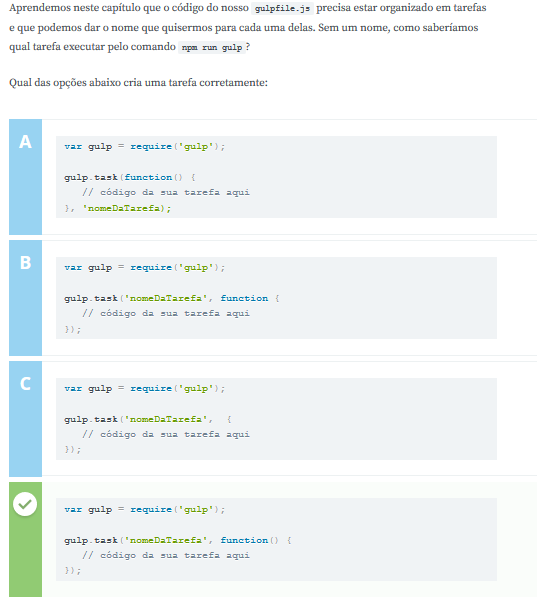 Aprendemos neste capítulo que o código do nosso gulpfile.js precisa estar organizado em tarefas
e que podemos dar o nome que quisermos para cada uma delas. Sem um nome, como saberíamos
qual tarefa executar pelo comando npm run gulp?
Qual das opções abaixo cria uma tarefa corretamente:
A
var gulp = require('gulp');
gulp.task(function() {
// código da sua tarefa aqui
}, 'nomeDaTarefa);
B
var gulp = require('gulp');
gulp.task('nomeDaTarefa', function {
// código da sua tarefa aqui
});
C
var gulp = require('gulp');
gulp.task('nomeDaTarefa',  {
// código da sua tarefa aqui
});
var gulp = require('gulp');
gulp.task('nomeDaTarefa', function() {
// código da sua tarefa aqui
});